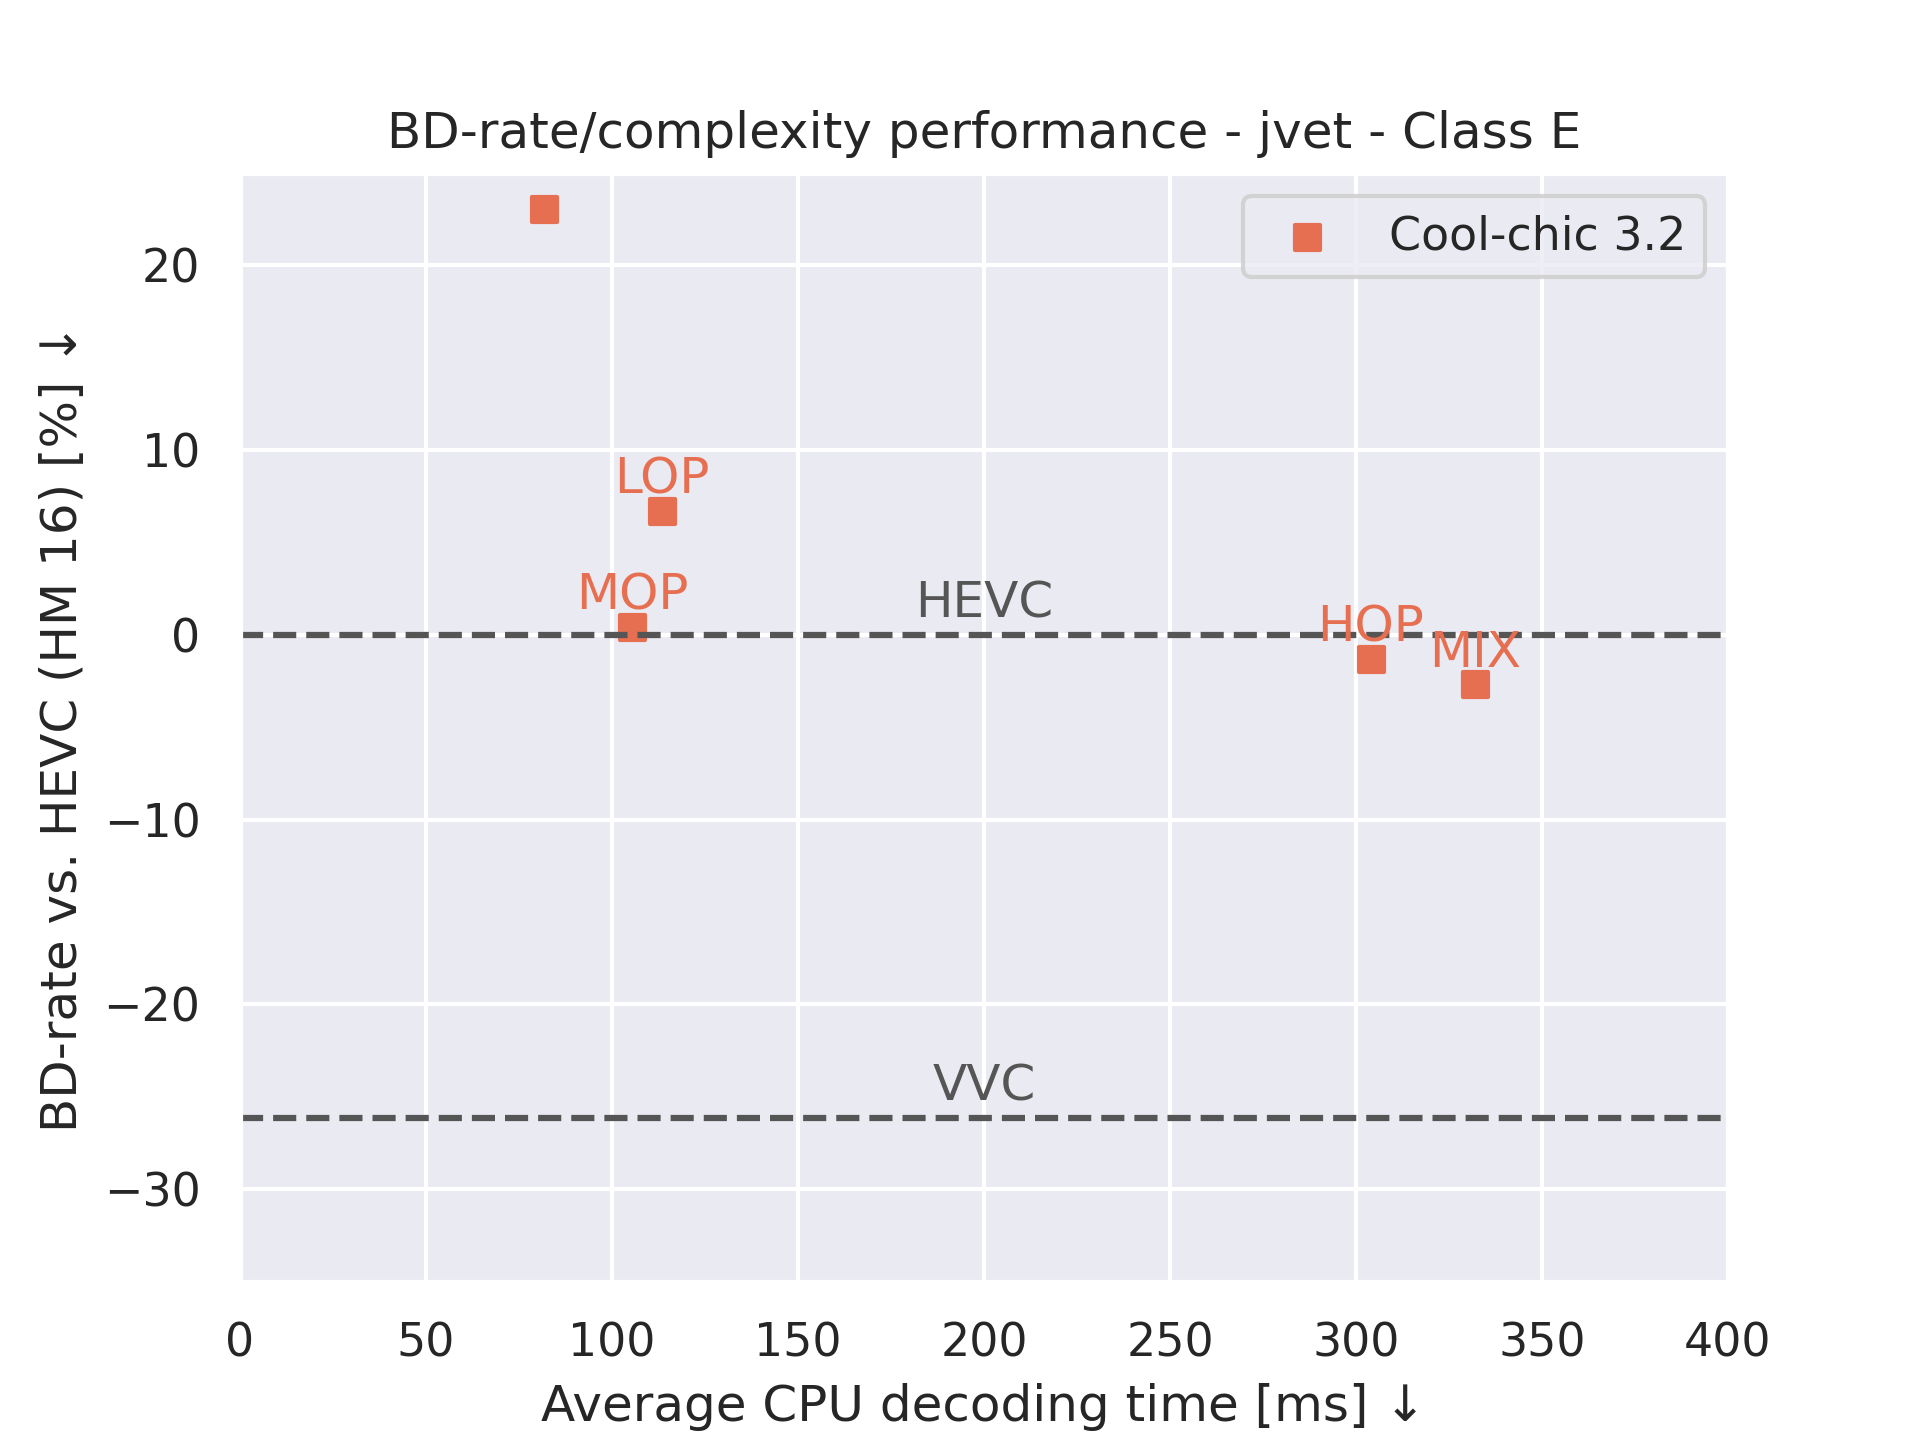 BD-rate/complexity performance - jvet - Class E
Cool-chic 3.2
BD-rate vs. HEVC (HM 16) [%] ↓
20
10
0
−10
−20
−30
LOP
MOP
HEVC
HOP
MIX
VVC
0 50 100 150 200 250 300 350 400
Average CPU decoding time [ms] ↓